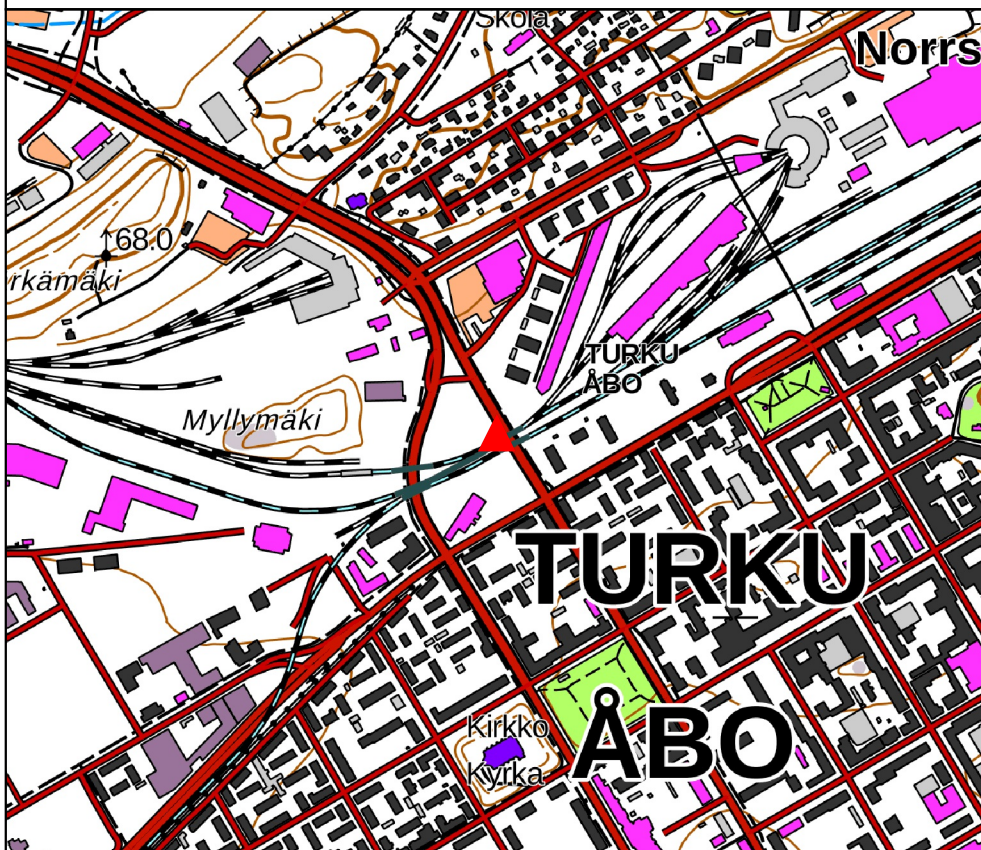 Skola
Norrs
68.0
rkämäki
TURKU
ÅBO
Myllymäki
TURKU
ÅBO
Kirkko
Kyrka